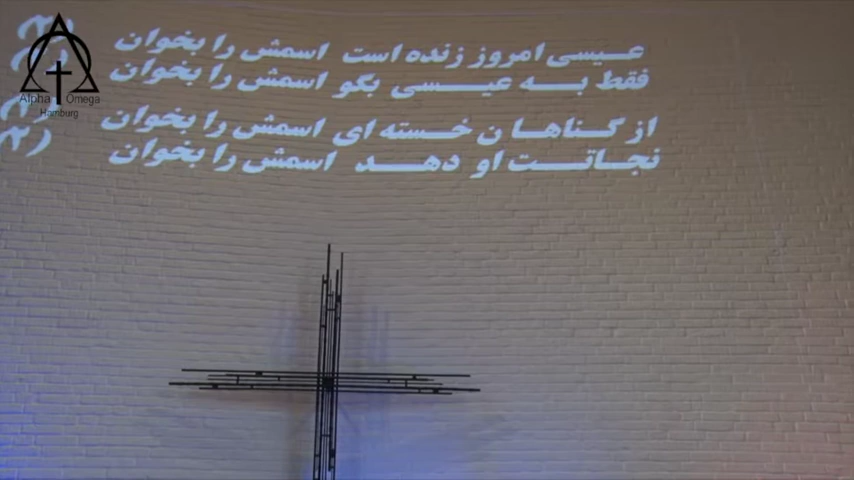 عیسی امروز زنده است اسمش را بخوان (۲)
فقط به عیسی بگو اسمش را بخوان
از گناهان خسته ای اسمش را بخوان
نجاتت او دهد اسمش را بخوان (۲)
Alpha Omega
Hamburg